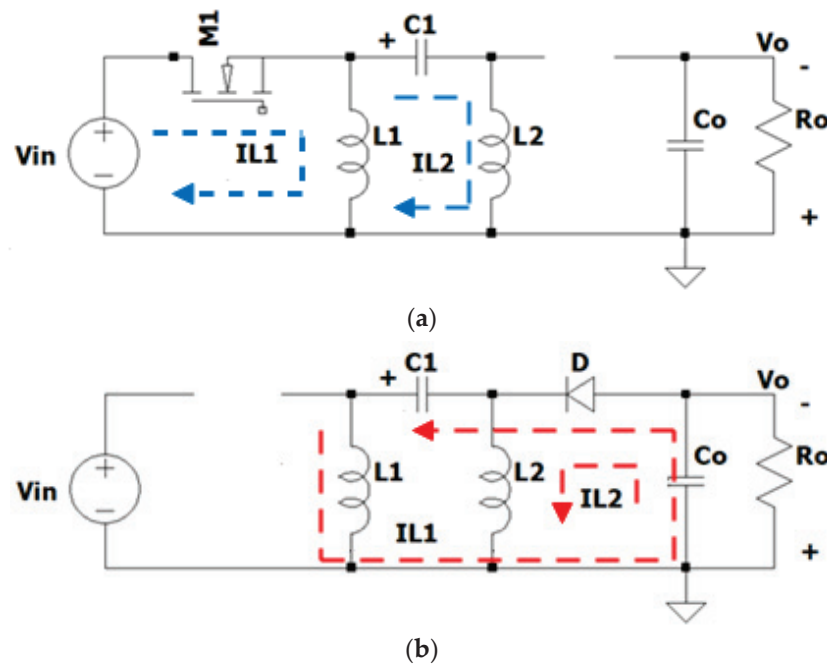 M1
+ C1
Vo
-
+
-
Vin
IL1
L1
IL2
L2
Co
Ro
+
(a)
+ C1
D
Vo
-
+
-
Vin
L1
L2
IL1
IL2
Co
Ro
+
(b)